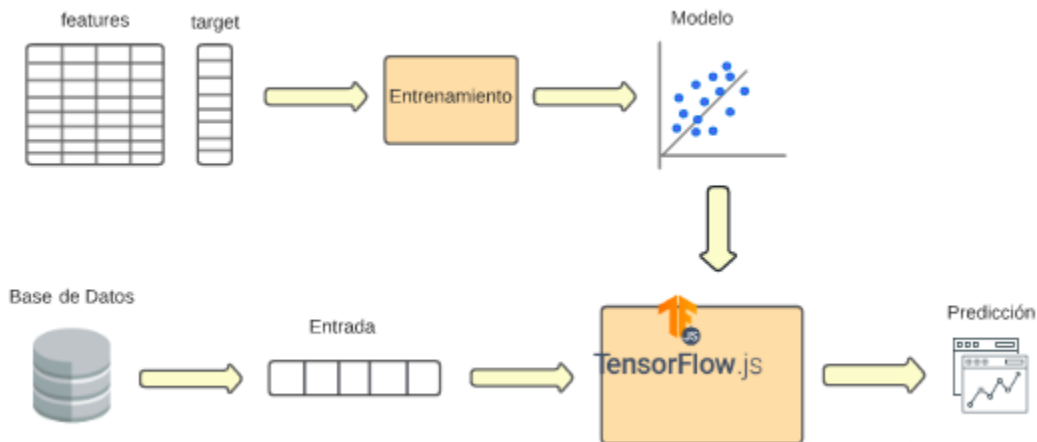 features
target
Modelo
Entrenamiento
Base de Datos
Entrada
JS
TensorFlow.js
Predicción